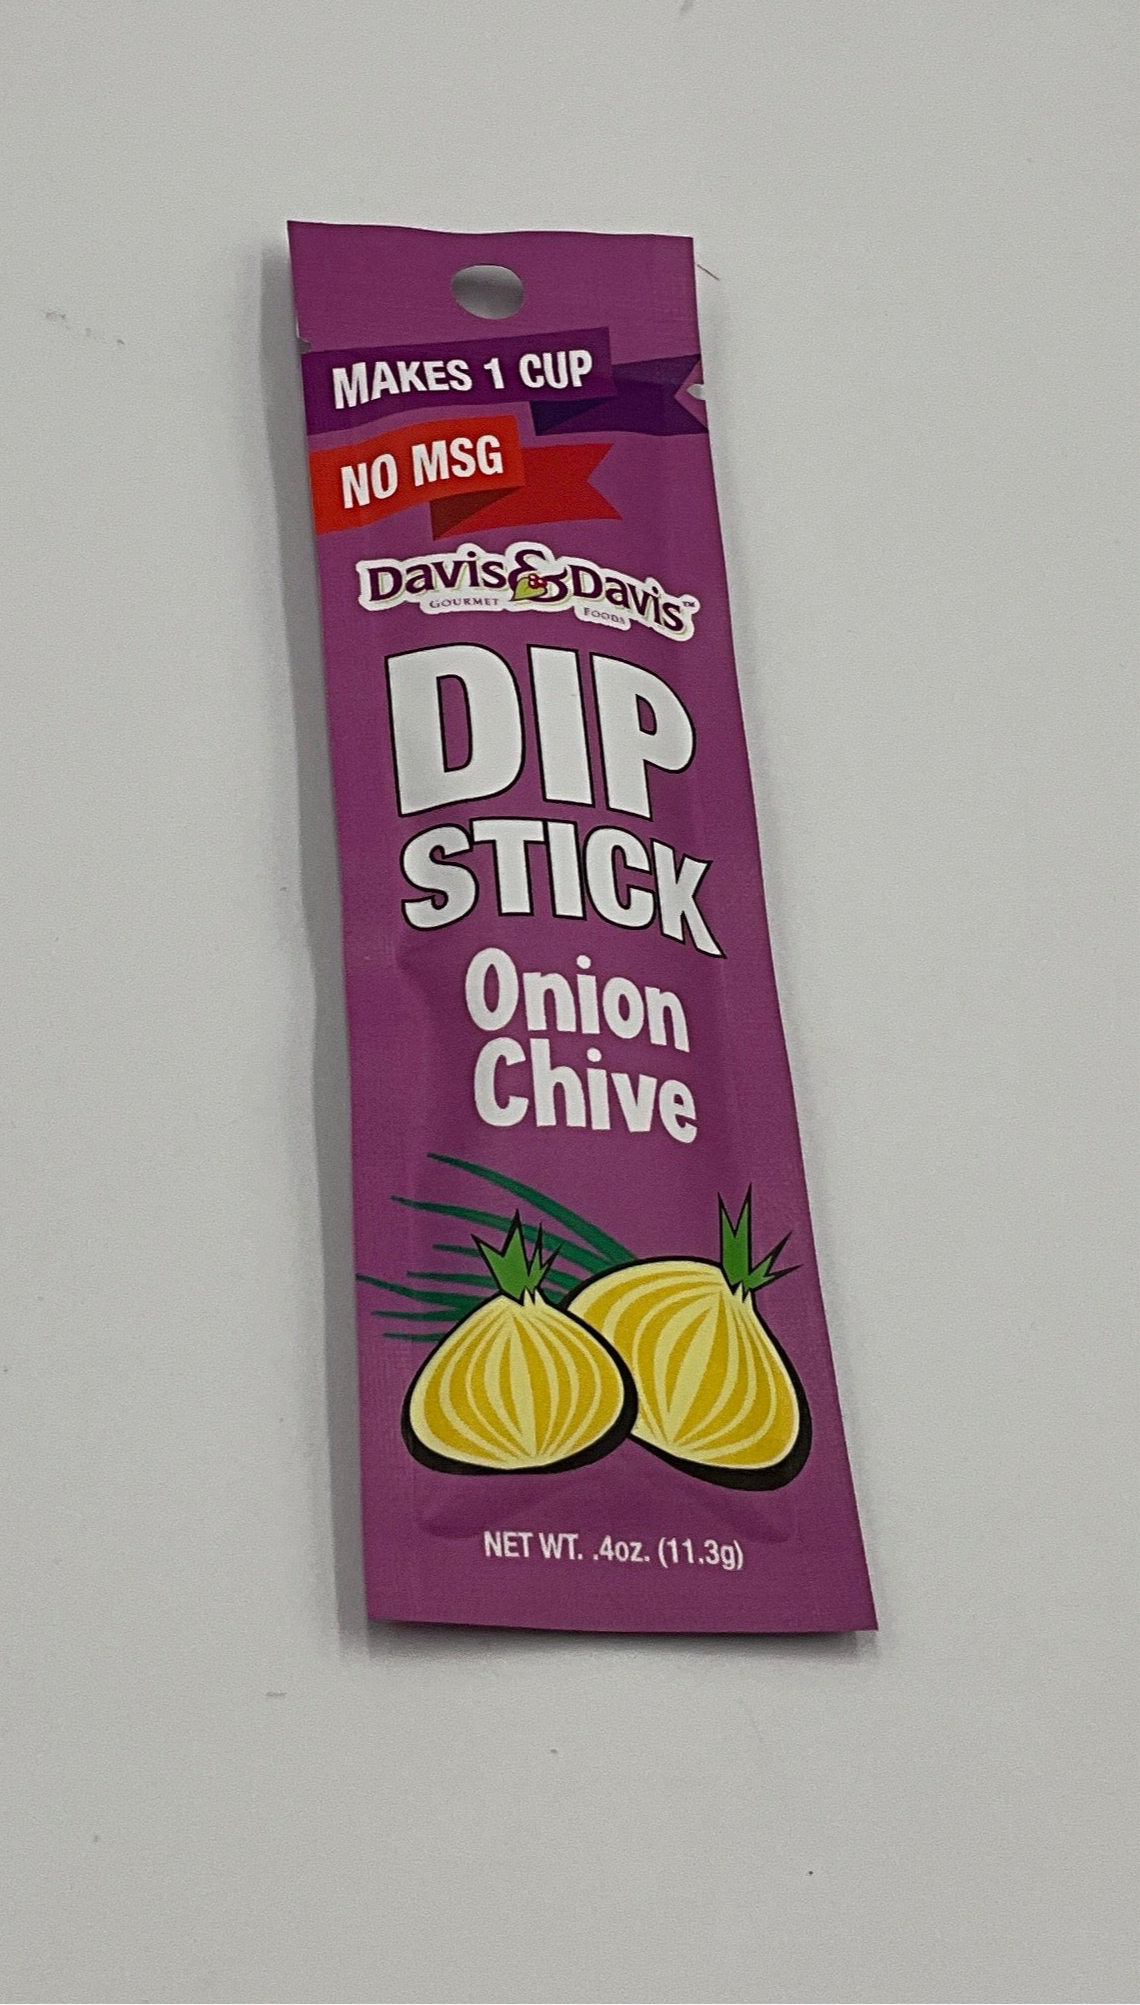 MAKES 1 CUP
NO MSG
Davis & Davis™
GOURMET FOODS
DIP
STICK
Onion
Chive
NET WT. .4oz. (11.3g)